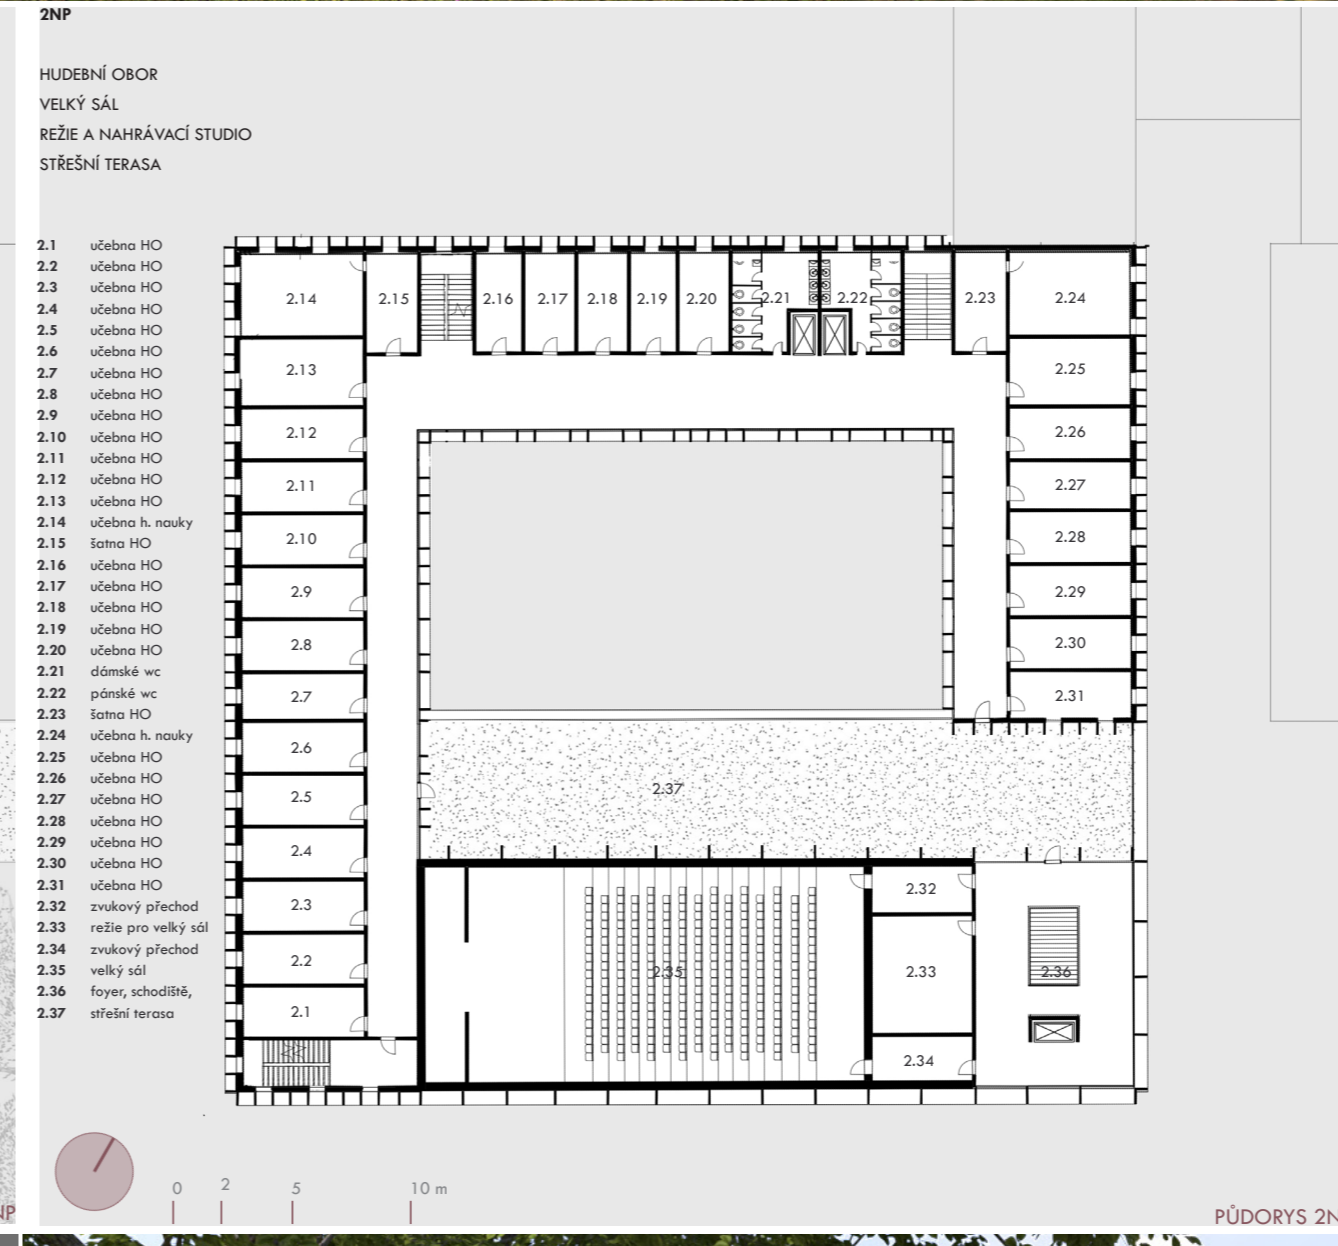 2NP
HUDEBNÍ OBOR
VELKÝ SÁL
REŽIE A NAHRÁVACÍ STUDIO
STŘEŠNÍ TERASA
2.1 učebna HO
2.2 učebna HO
2.3 učebna HO
2.4 učebna HO
2.5 učebna HO
2.6 učebna HO
2.7 učebna HO
2.8 učebna HO
2.9 učebna HO
2.10 učebna HO
2.11 učebna HO
2.12 učebna HO
2.13 učebna HO
2.14 učebna h. nauky
2.15 šatna HO
2.16 učebna HO
2.17 učebna HO
2.18 učebna HO
2.19 učebna HO
2.20 učebna HO
2.21 dámské wc
2.22 pánské wc
2.23 šatna HO
2.24 učebna h. nauky
2.25 učebna HO
2.26 učebna HO
2.27 učebna HO
2.28 učebna HO
2.29 učebna HO
2.30 učebna HO
2.31 učebna HO
2.32 zvukový přechod
2.33 režie pro velký sál
2.34 zvukový přechod
2.35 velký sál
2.36 foyer, schodiště,
2.37 střešní terasa
2.14 2.15 2.16 2.17 2.18 2.19 2.20 2.21 2.22 2.23 2.24
2.13 2.25
2.12 2.26
2.11 2.27
2.10 2.28
2.9 2.29
2.8 2.30
2.7 2.31
2.6
2.5 2.37
2.4
2.3 2.32
2.2 2.35 2.33 2.36
2.1
2.34
0 2 5 10 m
NP
PŮDORYS 2N